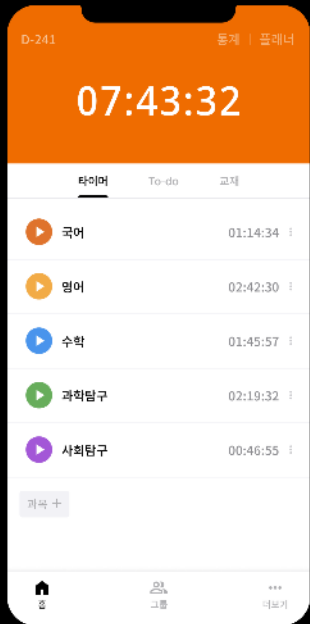 D-241 통계 | 플래너
07:43:32
타이머 To-do 교재
국어 01:14:34
영어 02:42:30
수학 01:45:57
과학탐구 02:19:32
사회탐구 00:46:55
과목 +
홈 그룹 더보기